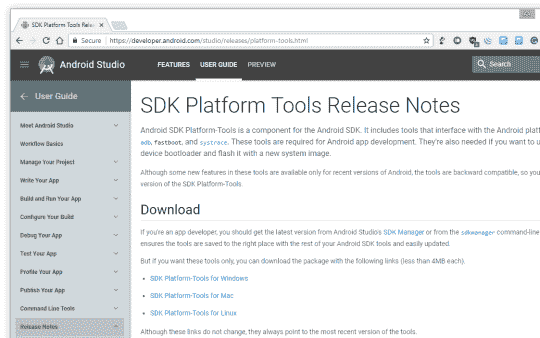 SDK Platform Tools Relea
Secure https://developer.android.com/studio/releases/platform-tools.html
Android Studio FEATURES USER GUIDE PREVIEW Search
← User Guide
Meet Android Studio
Workflow Basics
Manage Your Project
Write Your App
Build and Run Your App
Configure Your Build
Debug Your App
Test Your App
Profile Your App
Publish Your App
Command Line Tools
Release Notes
SDK Platform Tools Release Notes
Android SDK Platform-Tools is a component for the Android SDK. It includes tools that interface with the Android platf
adb, fastboot, and systrace. These tools are required for Android app development. They're also needed if you want to u
device bootloader and flash it with a new system image.
Although some new features in these tools are available only for recent versions of Android, the tools are backward compatible, so you
version of the SDK Platform-Tools.
Download
If you're an app developer, you should get the latest version from Android Studio's SDK Manager or from the sdkmanager command-line
ensures the tools are saved to the right place with the rest of your Android SDK tools and easily updated.
But if you want these tools only, you can download the package with the following links (less than 4MB each).
• SDK Platform-Tools for Windows
• SDK Platform-Tools for Mac
• SDK Platform-Tools for Linux
Although these links do not change, they always point to the most recent version of the tools.